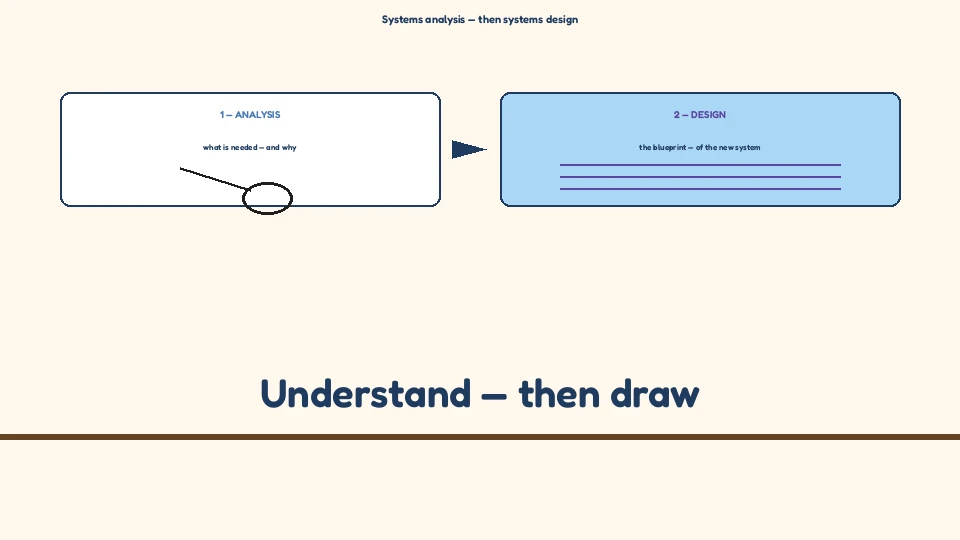 Systems analysis — then systems design
1 — ANALYSIS
what is needed — and why
2 — DESIGN
the blueprint — of the new system
Understand — then draw